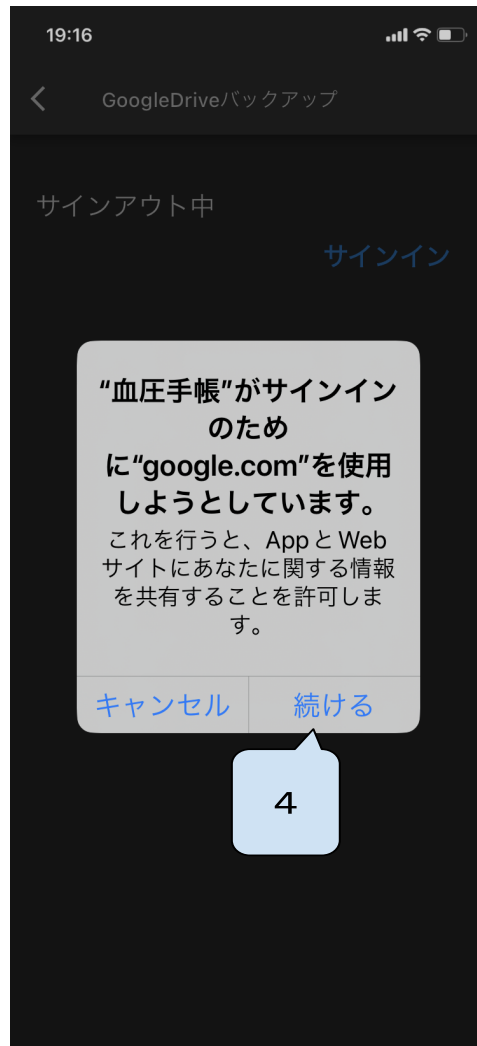 19:16
GoogleDriveバックアップ
サインアウト中
サインイン
“血圧手帳”がサインイン
のため
に“google.com”を使用
しようとしています。
これを行うと、AppとWeb
サイトにあなたに関する情報
を共有することを許可しま
す。
キャンセル 続ける
4